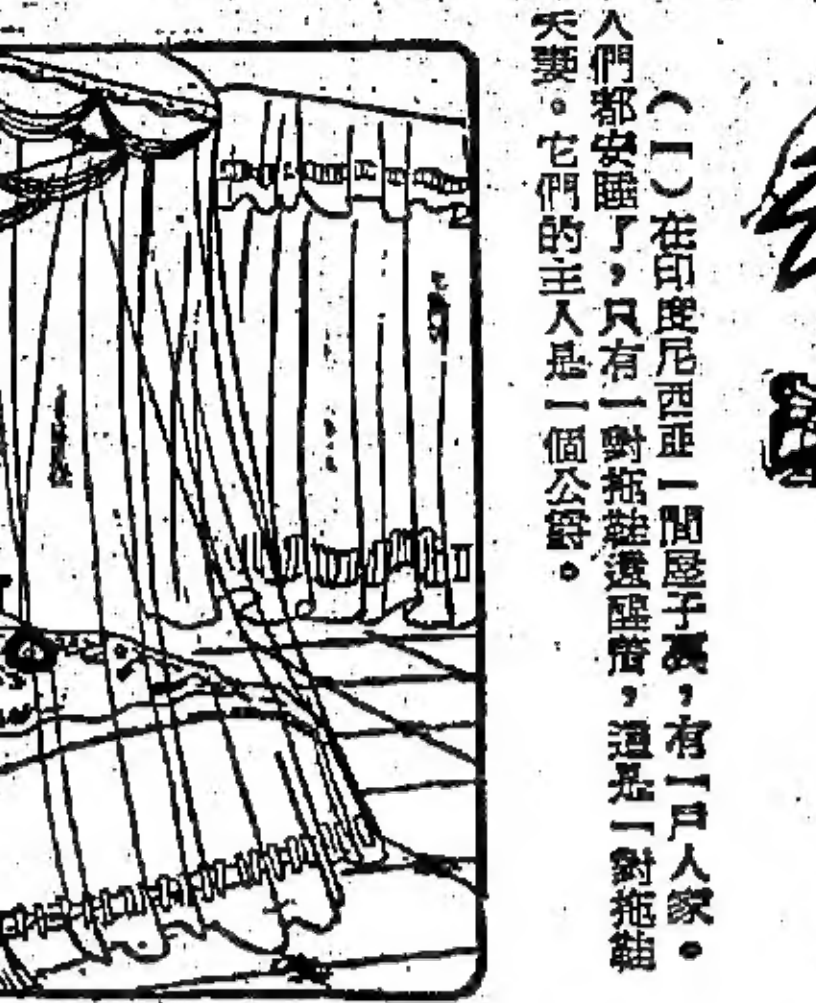 （一）在印度尼西亞一間屋子裏，有一戶人家。
人們都安睡了，只有一對拖鞋還醒着，這是一對拖鞋
夫妻。它們的主人是一個公爵。